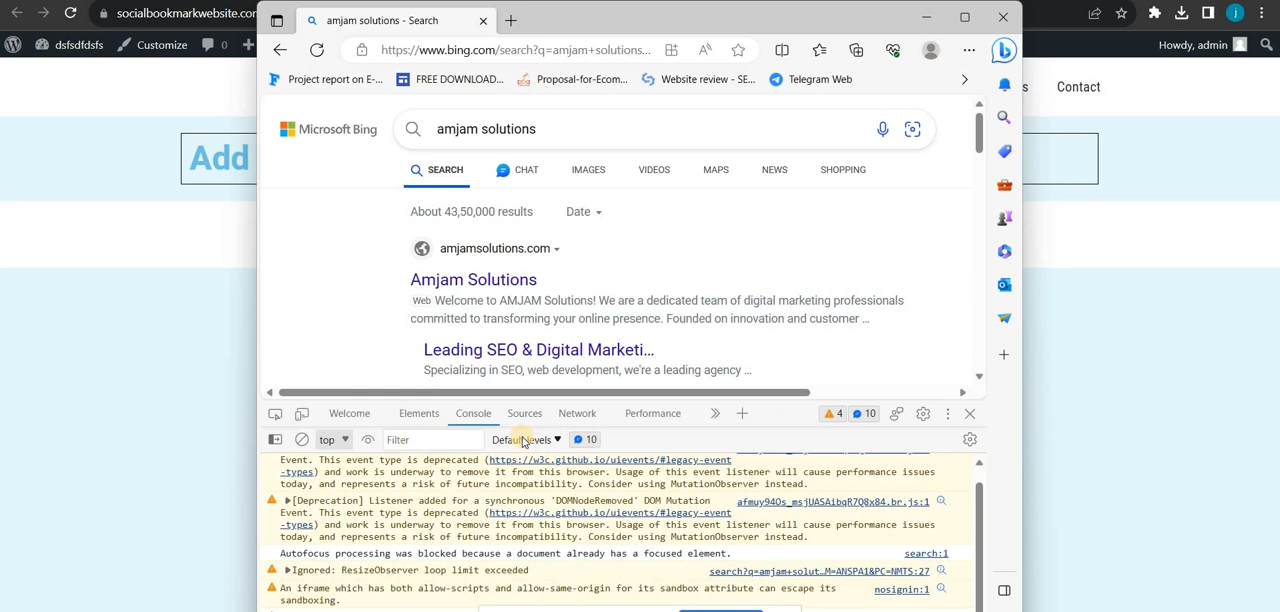 socialbookmarkwebsite.cor
amjam solutions - Search
dsfsdfdsfs
Customize
0
Howdy, admin
https://www.bing.com/search?q=amjam+solutions...
Project report on E-...
FREE DOWNLOAD...
Proposal-for-Ecom...
Website review - SE...
Telegram Web
s
Contact
Microsoft Bing
amjam solutions
Add
SEARCH
CHAT
IMAGES
VIDEOS
MAPS
NEWS
SHOPPING
About 43,50,000 results
Date
amjamsolutions.com
Amjam Solutions
Web Welcome to AMJAM Solutions! We are a dedicated team of digital marketing professionals
committed to transforming your online presence. Founded on innovation and customer ...
Leading SEO & Digital Marketi...
Specializing in SEO, web development, we're a leading agency ...
Welcome
Elements
Console
Sources
Network
Performance
4
10
top
Filter
Default levels
10
Event. This event type is deprecated (https://w3c.github.io/uievents/#legacy-event
-types) and work is underway to remove it from this browser. Usage of this event listener will cause performance issues
today, and represents a risk of future incompatibility. Consider using MutationObserver instead.
[Deprecation] Listener added for a synchronous 'DOMNodeRemoved' DOM Mutation afmuy94Os_msjUASAibqR7Q8x84.br.js:1
Event. This event type is deprecated (https://w3c.github.io/uievents/#legacy-event
-types) and work is underway to remove it from this browser. Usage of this event listener will cause performance issues
today, and represents a risk of future incompatibility. Consider using MutationObserver instead.
Autofocus processing was blocked because a document already has a focused element. search:1
Ignored: ResizeObserver loop limit exceeded search?q=amjam+solut…M=ANSPA1&PC=NMTS:27
An iframe which has both allow-scripts and allow-same-origin for its sandbox attribute can escape its nosignin:1
sandboxing.